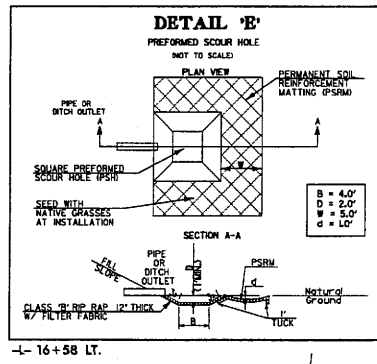 DETAIL 'E'
PREFORMED SCOUR HOLE
(NOT TO SCALE)
PLAN VIEW
PERMANENT SOIL
REINFORCEMENT
MATTING (PSRM)
PIPE OR
DITCH OUTLET
A
A
W
SQUARE PREFORMED
SCOUR HOLE (PSH)
B = 4.0'
D = 2.0'
W = 5.0'
d = 1.0'
SEED WITH
NATIVE GRASSES
AT INSTALLATION
SECTION A-A
PIPE OR
DITCH
OUTLET
FILL
SLOPE
D
(MIN.)
PSRM
d
Natural
Ground
CLASS 'B' RIP RAP 12" THICK
W/ FILTER FABRIC
B
1'
TUCK
-L- 16+58 LT.